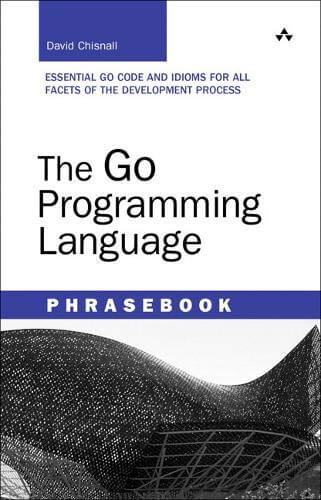 David Chisnall
ESSENTIAL GO CODE AND IDIOMS FOR ALL
FACETS OF THE DEVELOPMENT PROCESS
The Go
Programming
Language
PHRASEBOOK